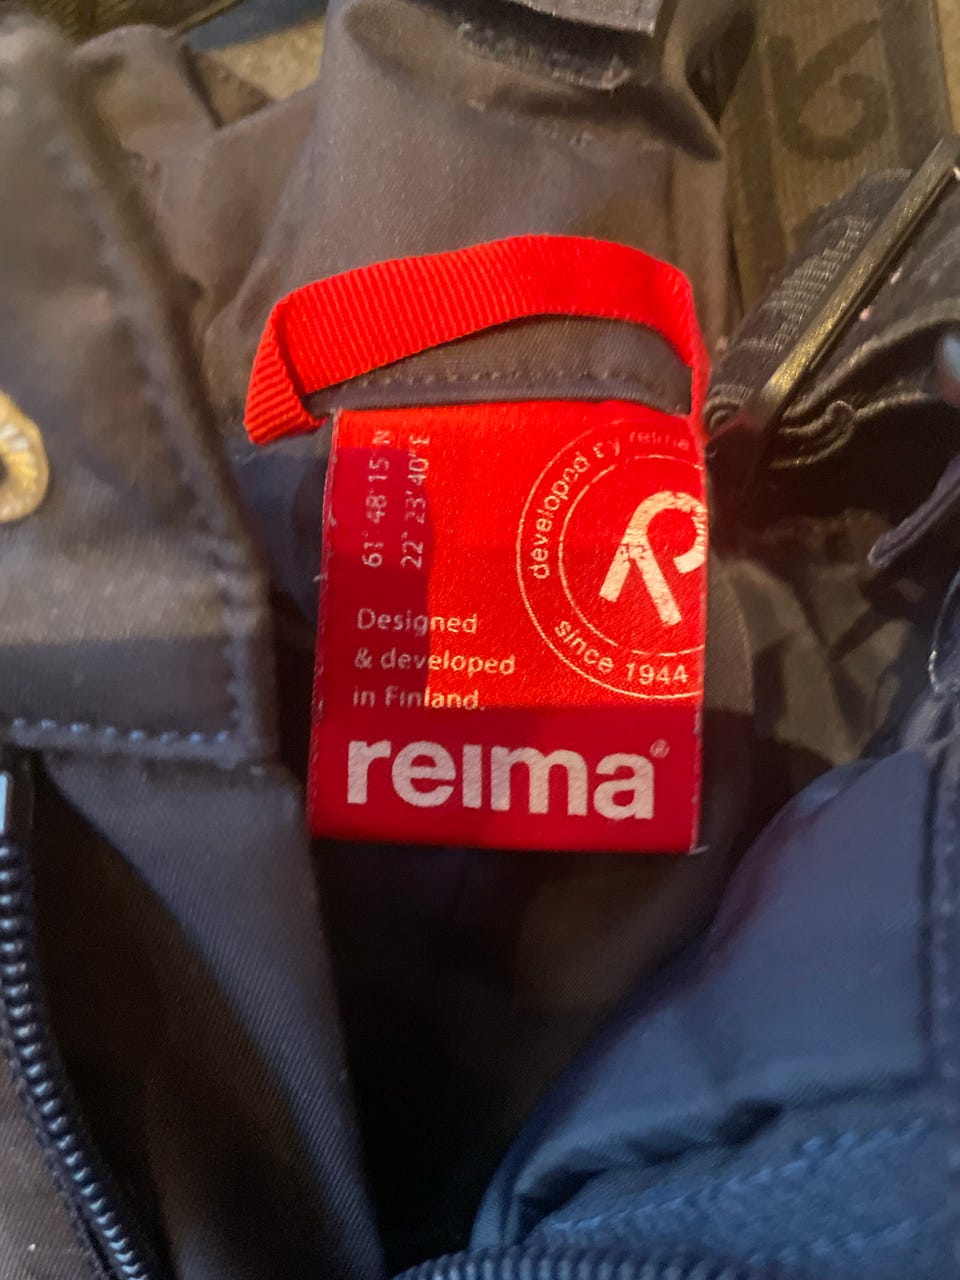 61° 48' 15" N
22° 23' 40" E
developed by reima
since 1944
R
Designed
& developed
in Finland.
reima®